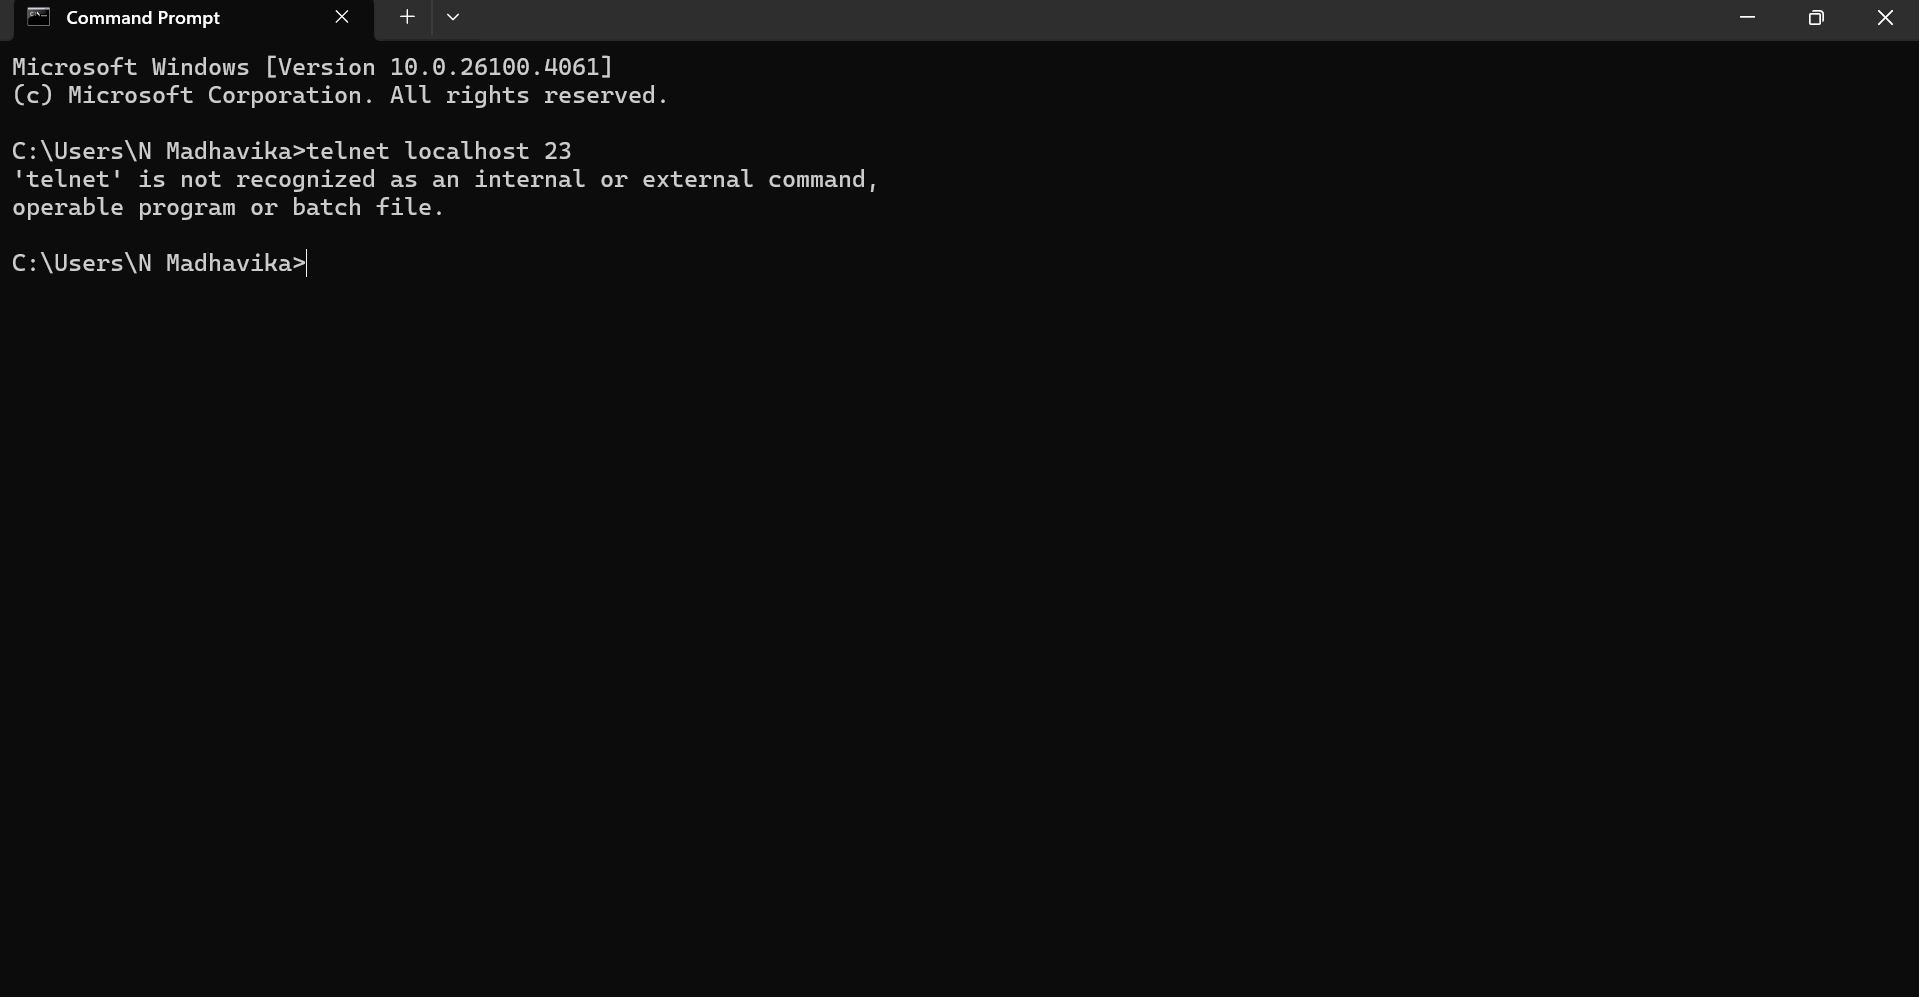 Command Prompt
Microsoft Windows [Version 10.0.26100.4061]
(c) Microsoft Corporation. All rights reserved.
C:\Users\N Madhavika>telnet localhost 23
'telnet' is not recognized as an internal or external command,
operable program or batch file.
C:\Users\N Madhavika>